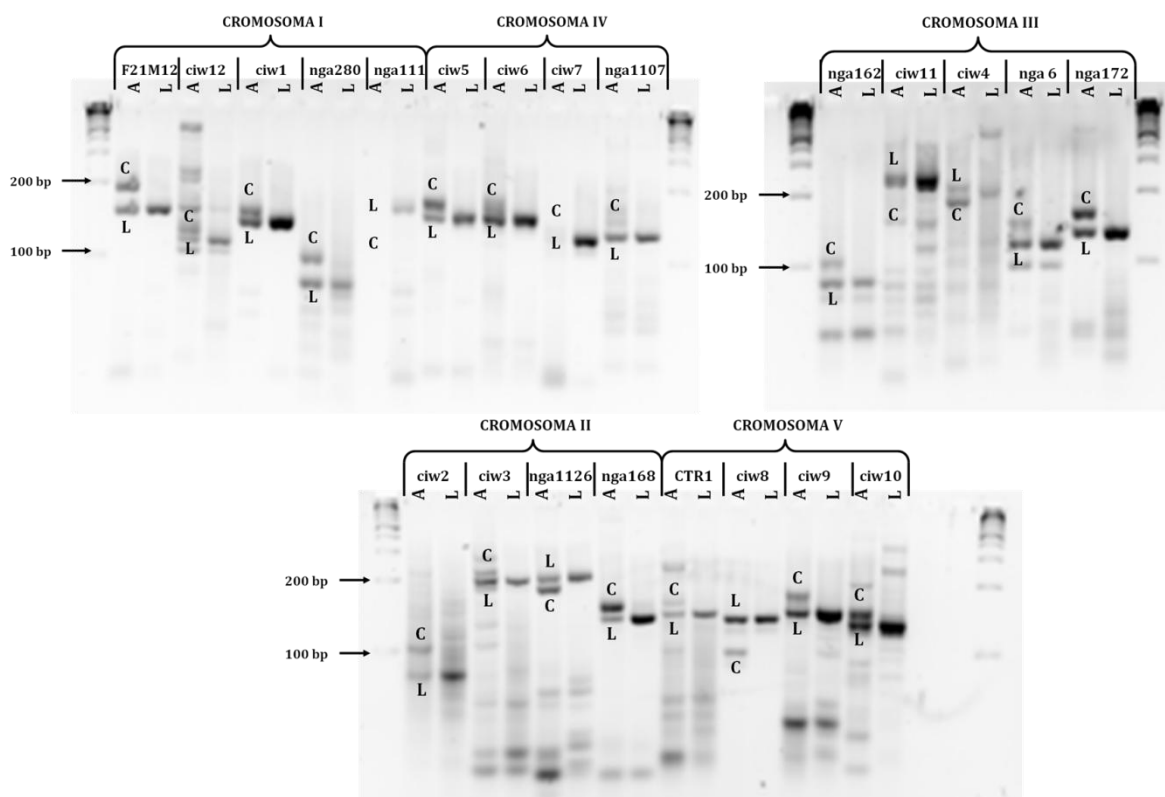 CROMOSOMA I CROMOSOMA IV
F21M12 ciw12 ciw1 nga280 nga111 ciw5 ciw6 ciw7 nga1107
A L A L A L A L A L A L A L A L A L
C C C C L C C C C
L L L L C L L L L
200 bp
100 bp
CROMOSOMA III
nga162 ciw11 ciw4 nga 6 nga172
A L A L A L A L A L
C L L C C
L C C L L
200 bp
100 bp
CROMOSOMA II CROMOSOMA V
ciw2 ciw3 nga1126 nga168 CTR1 ciw8 ciw9 ciw10
A L A L A L A L A L A L A L A L
C C L C C L C C
L L C L L C L L
200 bp
100 bp